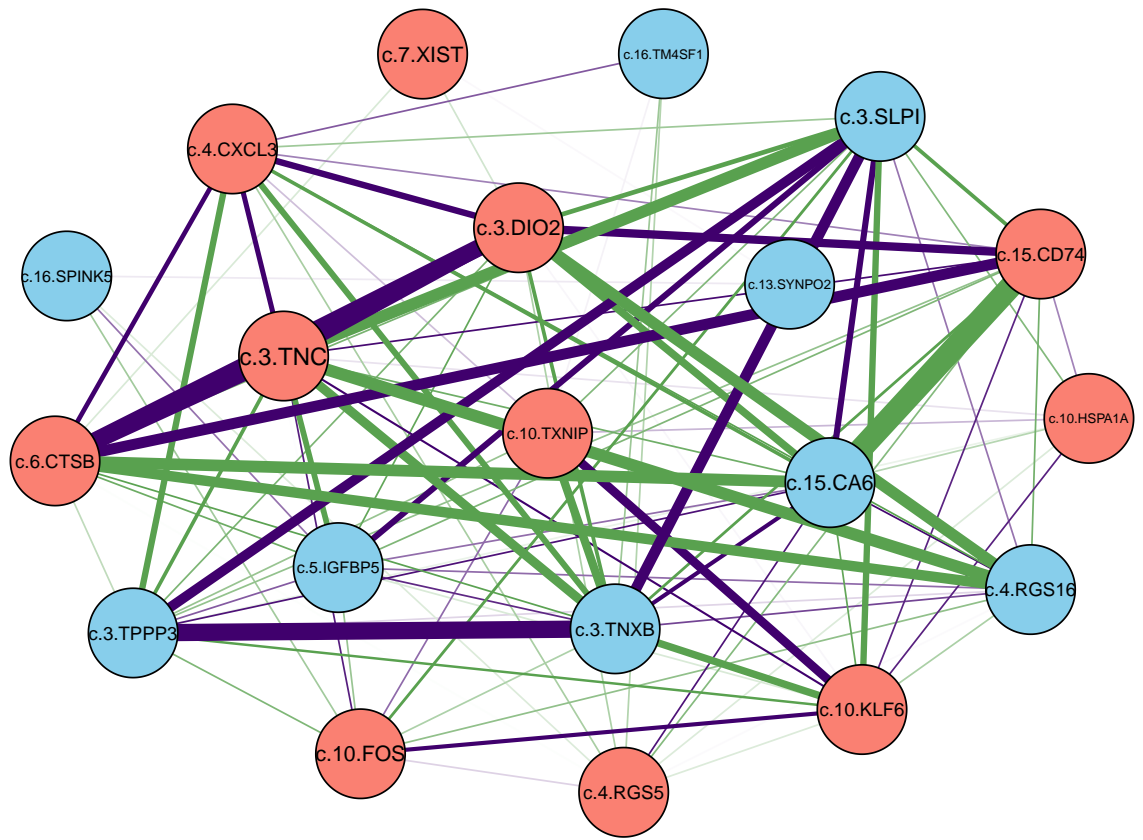 c.7.XIST
c.16.TM4SF1
c.3.SLPI
c.4.CXCL3
c.3.DIO2
c.15.CD74
c.16.SPINK5
c.13.SYNPO2
c.3.TNC
c.10.HSPA1A
c.10.TXNIP
c.6.CTSB
c.15.CA6
c.5.IGFBP5
c.4.RGS16
c.3.TPPP3
c.3.TNXB
c.10.KLF6
c.10.FOS
c.4.RGS5